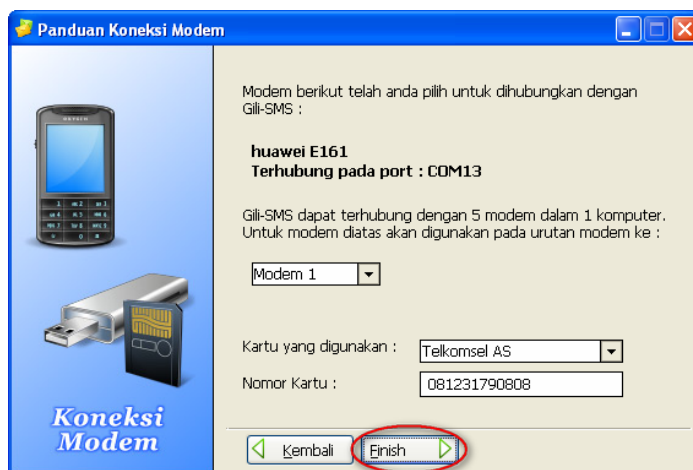 Panduan Koneksi Modem
Modem berikut telah anda pilih untuk dihubungkan dengan
Gili-SMS :
huawei E161
Terhubung pada port : COM13
Gili-SMS dapat terhubung dengan 5 modem dalam 1 komputer.
Untuk modem diatas akan digunakan pada urutan modem ke :
Modem 1
Kartu yang digunakan :
Telkomsel AS
Nomor Kartu :
081231790808
Koneksi
Modem
Kembali
Finish